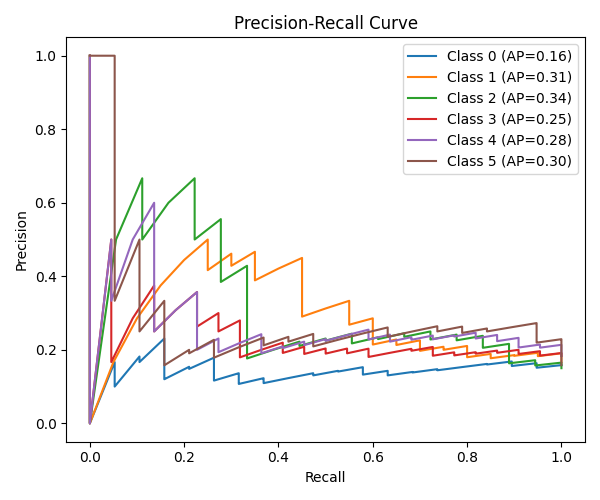 Precision-Recall Curve
Class 0 (AP=0.16)
Class 1 (AP=0.31)
Class 2 (AP=0.34)
Class 3 (AP=0.25)
Class 4 (AP=0.28)
Class 5 (AP=0.30)
Precision
1.0
0.8
0.6
0.4
0.2
0.0
0.0 0.2 0.4 0.6 0.8 1.0
Recall